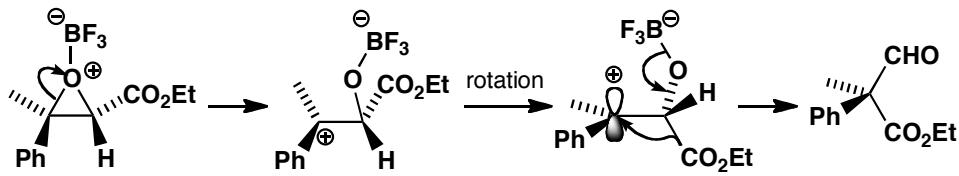 ⊖
BF₃
O ⊕
CO₂Et
Ph
H
⊖
BF₃
O
CO₂Et
⊕
Ph
H
rotation
⊖
F₃B
O
⊕
H
Ph
CO₂Et
CHO
Ph
CO₂Et